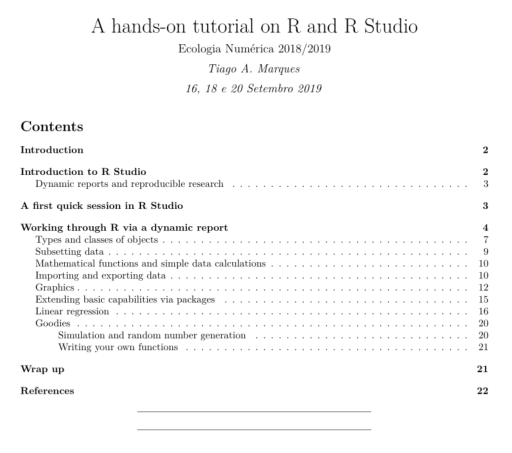 A hands-on tutorial on R and R Studio
Ecologia Numérica 2018/2019
Tiago A. Marques
16, 18 e 20 Setembro 2019
Contents
Introduction 2
Introduction to R Studio 2
Dynamic reports and reproducible research . . . . . . . . . . . . . . . . . . . . . . . . . . . . . . . 3
A first quick session in R Studio 3
Working through R via a dynamic report 4
Types and classes of objects . . . . . . . . . . . . . . . . . . . . . . . . . . . . . . . . . . . . . . . . 7
Subsetting data . . . . . . . . . . . . . . . . . . . . . . . . . . . . . . . . . . . . . . . . . . . . . . . 9
Mathematical functions and simple data calculations . . . . . . . . . . . . . . . . . . . . . . . . . . 10
Importing and exporting data . . . . . . . . . . . . . . . . . . . . . . . . . . . . . . . . . . . . . . . 10
Graphics . . . . . . . . . . . . . . . . . . . . . . . . . . . . . . . . . . . . . . . . . . . . . . . . . . . 12
Extending basic capabilities via packages . . . . . . . . . . . . . . . . . . . . . . . . . . . . . . . . 15
Linear regression . . . . . . . . . . . . . . . . . . . . . . . . . . . . . . . . . . . . . . . . . . . . . . 16
Goodies . . . . . . . . . . . . . . . . . . . . . . . . . . . . . . . . . . . . . . . . . . . . . . . . . . . 20
Simulation and random number generation . . . . . . . . . . . . . . . . . . . . . . . . . . . . 20
Writing your own functions . . . . . . . . . . . . . . . . . . . . . . . . . . . . . . . . . . . . . 21
Wrap up 21
References 22